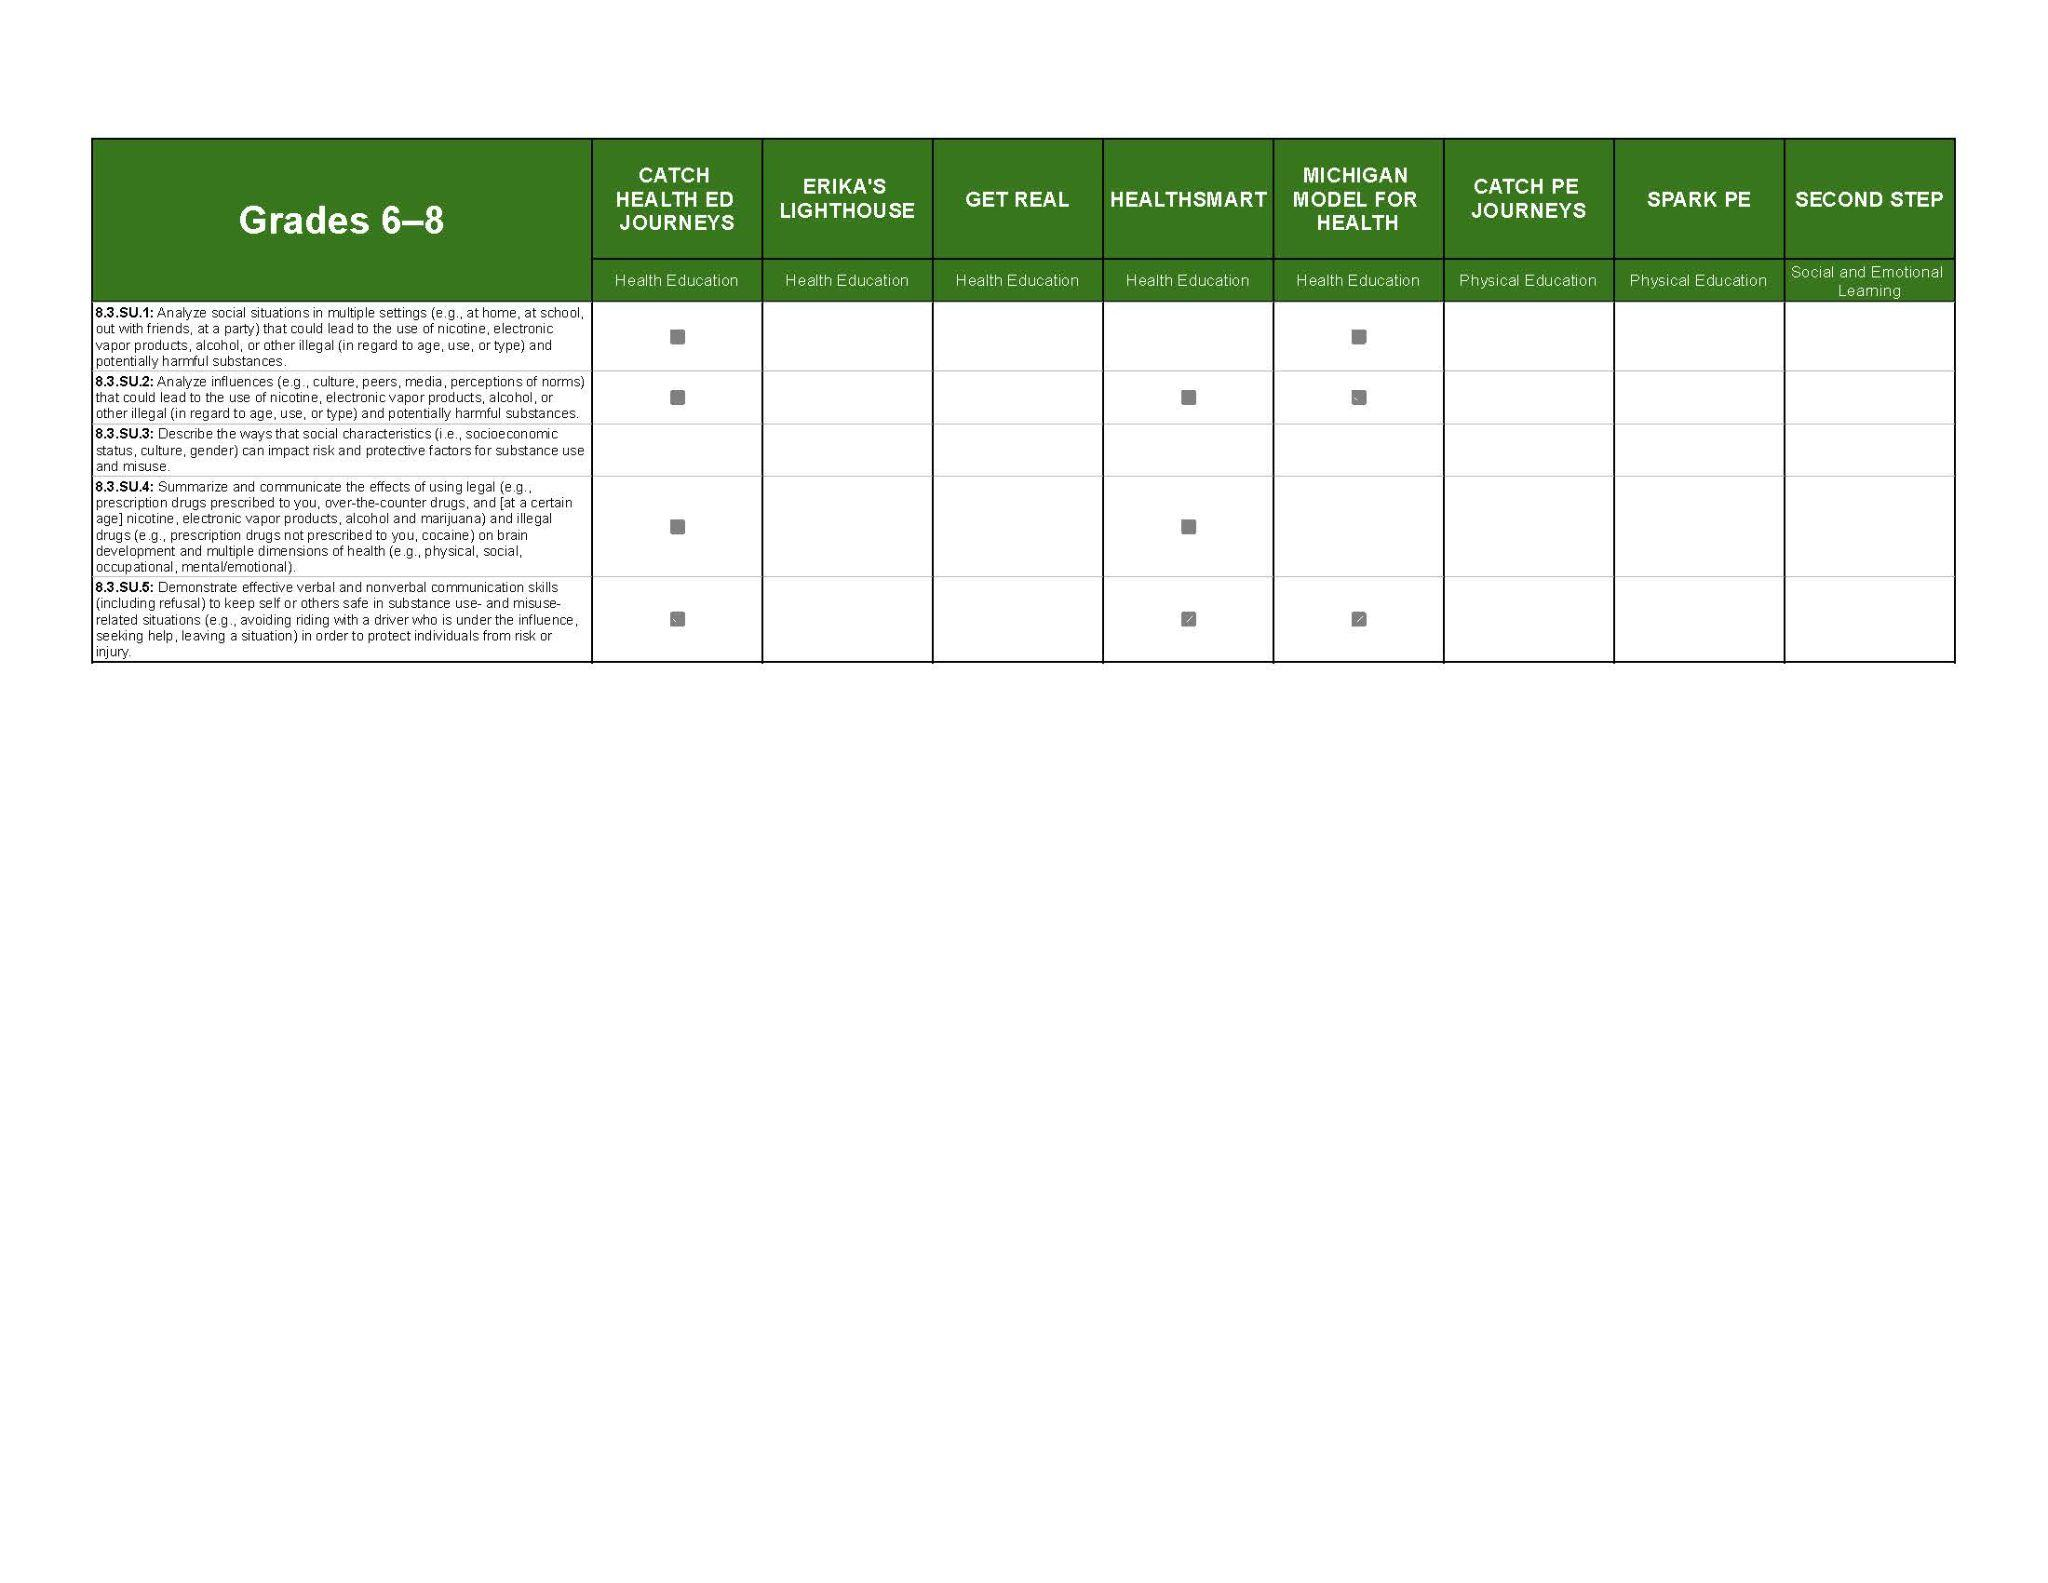 Grades 6–8
CATCH
HEALTH ED
JOURNEYS
ERIKA'S
LIGHTHOUSE
GET REAL
HEALTHSMART
MICHIGAN
MODEL FOR
HEALTH
CATCH PE
JOURNEYS
SPARK PE
SECOND STEP
Health Education
Health Education
Health Education
Health Education
Health Education
Physical Education
Physical Education
Social and Emotional
Learning
8.3.SU.1: Analyze social situations in multiple settings (e.g., at home, at school,
out with friends, at a party) that could lead to the use of nicotine, electronic
vapor products, alcohol, or other illegal (in regard to age, use, or type) and
potentially harmful substances.
8.3.SU.2: Analyze influences (e.g., culture, peers, media, perceptions of norms)
that could lead to the use of nicotine, electronic vapor products, alcohol, or
other illegal (in regard to age, use, or type) and potentially harmful substances.
8.3.SU.3: Describe the ways that social characteristics (i.e., socioeconomic
status, culture, gender) can impact risk and protective factors for substance use
and misuse.
8.3.SU.4: Summarize and communicate the effects of using legal (e.g.,
prescription drugs prescribed to you, over-the-counter drugs, and [at a certain
age] nicotine, electronic vapor products, alcohol and marijuana) and illegal
drugs (e.g., prescription drugs not prescribed to you, cocaine) on brain
development and multiple dimensions of health (e.g., physical, social,
occupational, mental/emotional).
8.3.SU.5: Demonstrate effective verbal and nonverbal communication skills
(including refusal) to keep self or others safe in substance use- and misuse-
related situations (e.g., avoiding riding with a driver who is under the influence,
seeking help, leaving a situation) in order to protect individuals from risk or
injury.